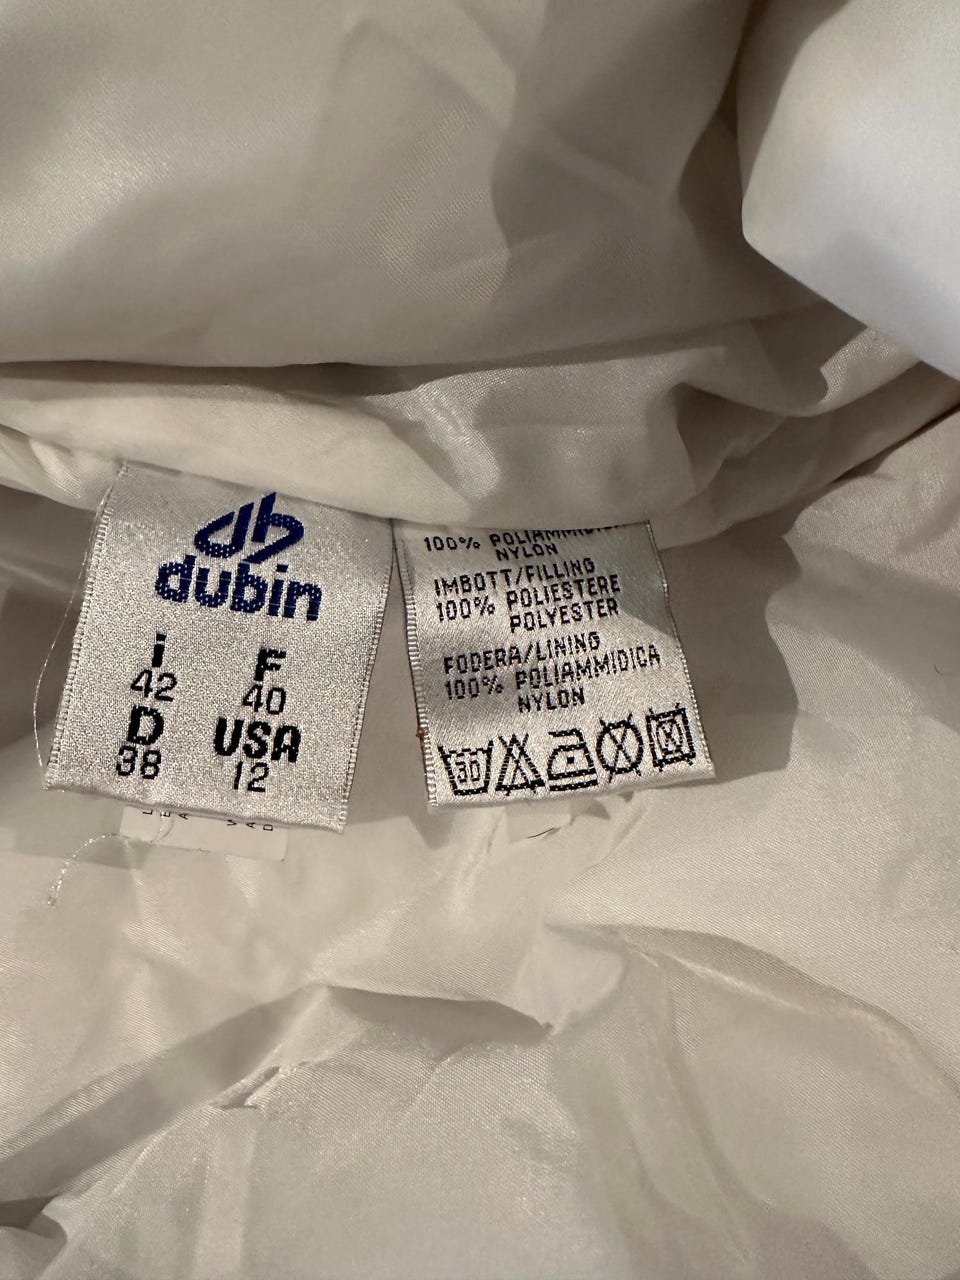 dubin
i F
42 40
D USA
38 12
100% POLIAMMIDICA
NYLON
IMBOTT/FILLING
100% POLIESTERE
POLYESTER
FODERA/LINING
100% POLIAMMIDICA
NYLON
30